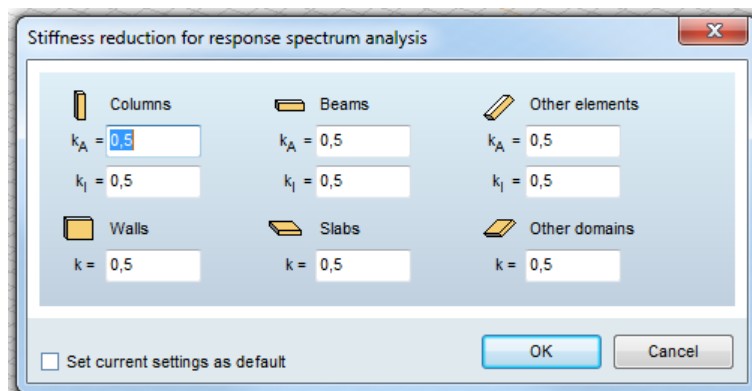 Stiffness reduction for response spectrum analysis
Columns Beams Other elements
kA = 0,5 kA = 0,5 kA = 0,5
kI = 0,5 kI = 0,5 kI = 0,5
Walls Slabs Other domains
k = 0,5 k = 0,5 k = 0,5
Set current settings as default OK Cancel